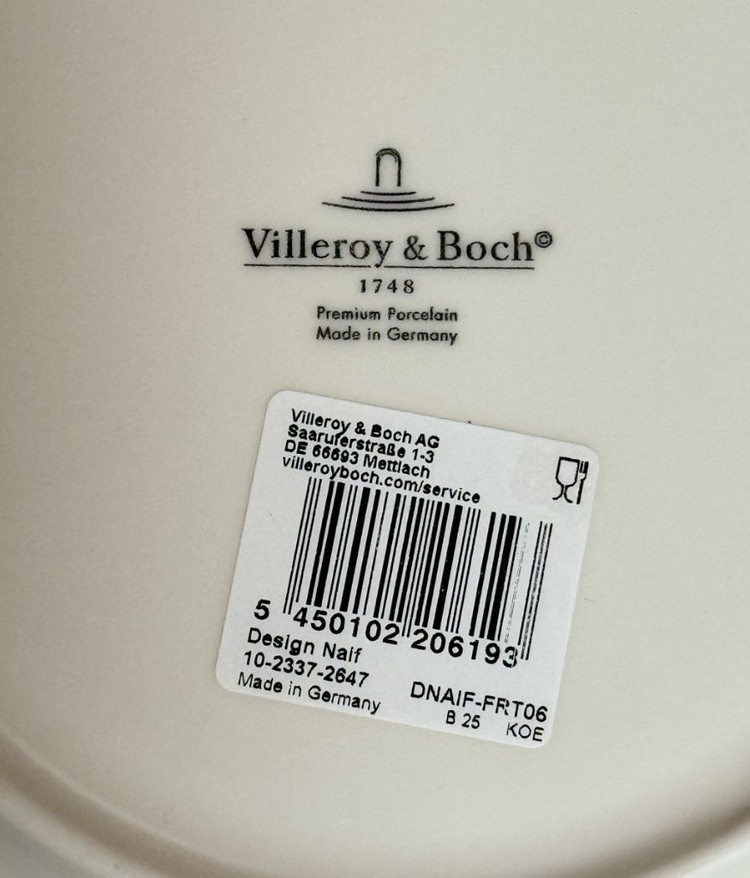 Villeroy & Boch©
1748
Premium Porcelain
Made in Germany
Villeroy & Boch AG
Saaruferstraße 1-3
DE 66693 Mettlach
villeroyboch.com/service
5 450102 206193
Design Naif
10-2337-2647
Made in Germany
DNAIF-FRT06
B 25 KOE